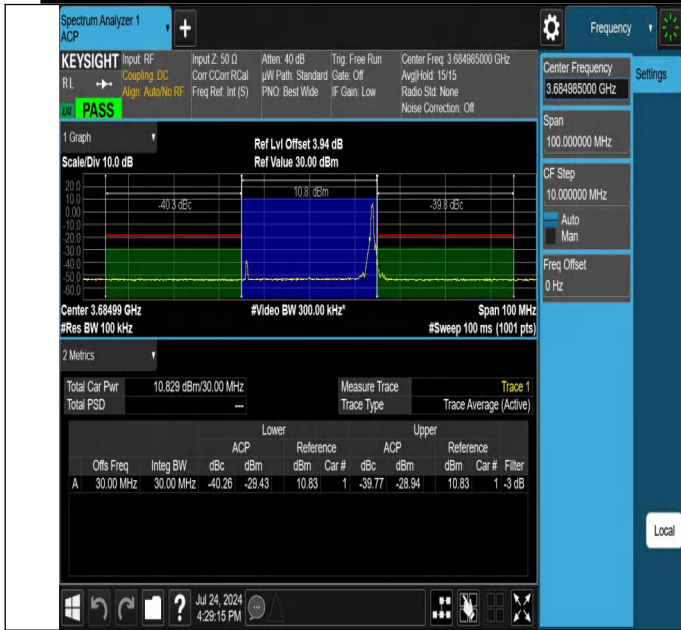 Spectrum Analyzer 1
ACP
Frequency
KEYSIGHT Input: RF Input Z: 50 Ω Atten: 40 dB Trig: Free Run Center Freq: 3.684985000 GHz
RL Coupling: DC Corr CCorr RCal µW Path: Standard Gate: Off Avg|Hold: 15/15
Align: Auto/No RF Freq Ref: Int (S) PNO: Best Wide IF Gain: Low Radio Std: None
PASS Noise Correction: Off
Center Frequency
3.684985000 GHz
Settings
Span
100.000000 MHz
CF Step
10.000000 MHz
Auto
Man
Freq Offset
0 Hz
1 Graph
Ref Lvl Offset 3.94 dB
Scale/Div 10.0 dB Ref Value 30.00 dBm
20.0
10.0
0.00
-10.0
-20.0
-30.0
-40.0
-50.0
-60.0
-40.3 dBc 10.8 dBm -39.8 dBc
Center 3.68499 GHz #Video BW 300.00 kHz* Span 100 MHz
#Res BW 100 kHz #Sweep 100 ms (1001 pts)
2 Metrics
Total Car Pwr 10.829 dBm/30.00 MHz Measure Trace Trace 1
Total PSD --- Trace Type Trace Average (Active)
Lower Upper
ACP Reference ACP Reference
Offs Freq Integ BW dBc dBm dBm Car # dBc dBm dBm Car # Filter
A 30.00 MHz 30.00 MHz -40.26 -29.43 10.83 1 -39.77 -28.94 10.83 1 -3 dB
Local
Jul 24, 2024
4:29:15 PM